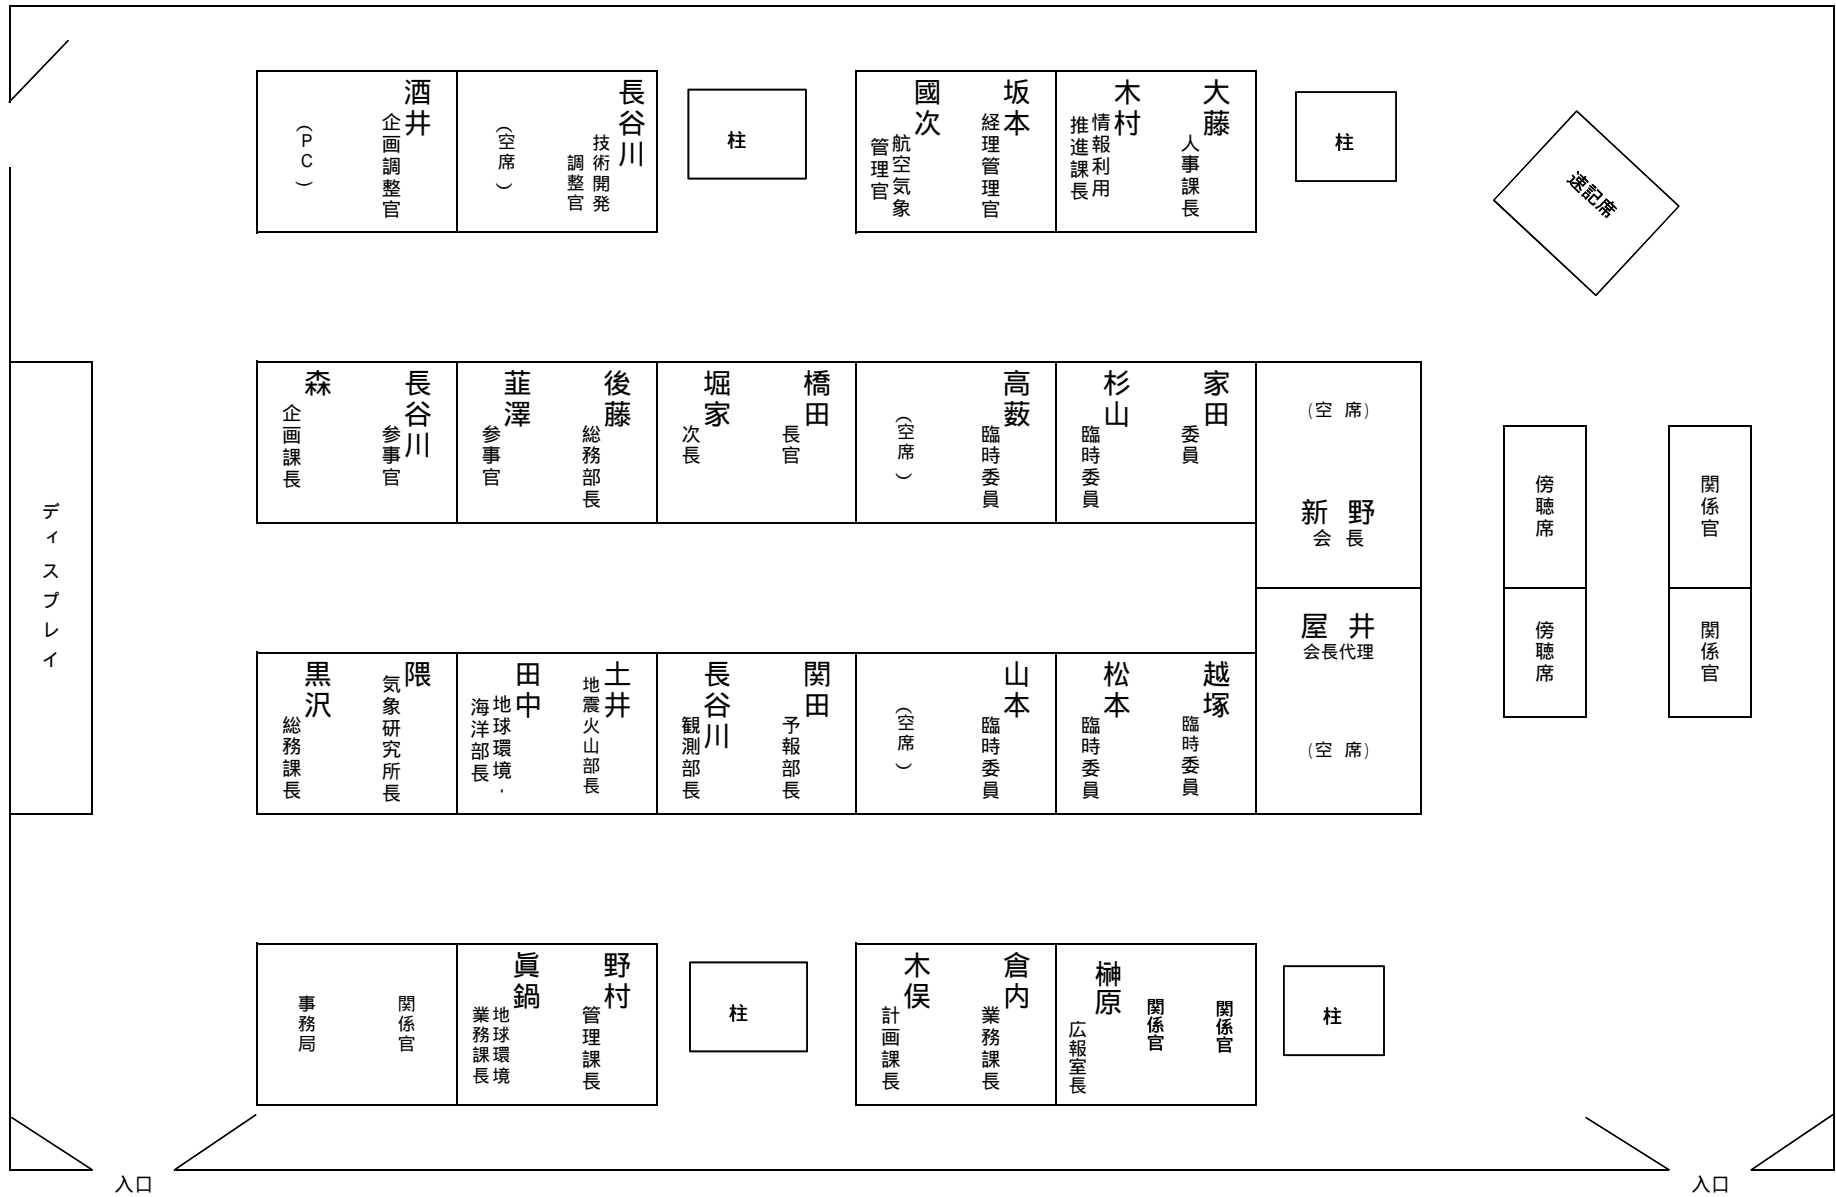 (PC)
酒井
企画調整官
(空席)
長谷川
技術開発
調整官
柱
國次
航空気象
管理官
坂本
経理管理官
木村
情報利用
推進課長
大藤
人事課長
柱
速記席
森
企画課長
長谷川
参事官
韮澤
参事官
後藤
総務部長
堀家
次長
橋田
長官
(空席)
高薮
臨時委員
杉山
臨時委員
家田
委員
(空 席)
新 野
会 長
屋 井
会長代理
(空 席)
ディスプレイ
傍聴席
関係官
傍聴席
関係官
黒沢
総務課長
隈
気象研究所長
田中
地球環境・
海洋部長
土井
地震火山部長
長谷川
観測部長
関田
予報部長
(空席)
山本
臨時委員
松本
臨時委員
越塚
臨時委員
事務局
関係官
眞鍋
地球環境
業務課長
野村
管理課長
柱
木俣
計画課長
倉内
業務課長
榊原
広報室長
関係官
関係官
柱
入口
入口